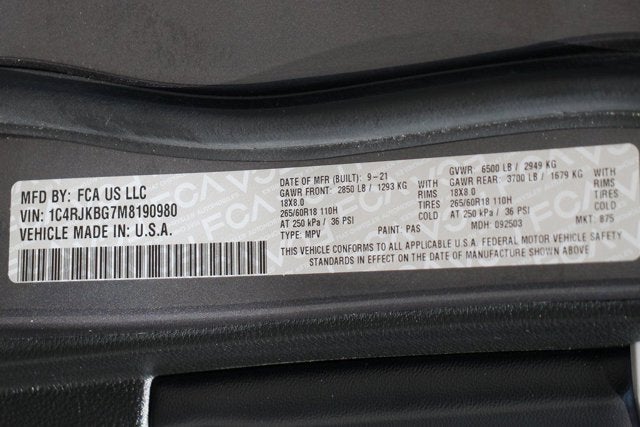 MFD BY: FCA US LLC
VIN: 1C4RJKBG7M8190980
VEHICLE MADE IN: U.S.A.
DATE OF MFR (BUILT): 9-21
GVWR: 6500 LB / 2949 KG
GAWR FRONT: 2850 LB / 1293 KG WITH
GAWR REAR: 3700 LB / 1679 KG WITH
18X8.0 RIMS
18X8.0 RIMS
265/60R18 110H TIRES
265/60R18 110H TIRES
AT 250 kPa / 36 PSI
AT 250 kPa / 36 PSI COLD
TYPE: MPV PAINT: PAS MDH: 092503 MKT: B75
THIS VEHICLE CONFORMS TO ALL APPLICABLE U.S.A. FEDERAL MOTOR VEHICLE SAFETY
STANDARDS IN EFFECT ON THE DATE OF MANUFACTURE SHOWN ABOVE